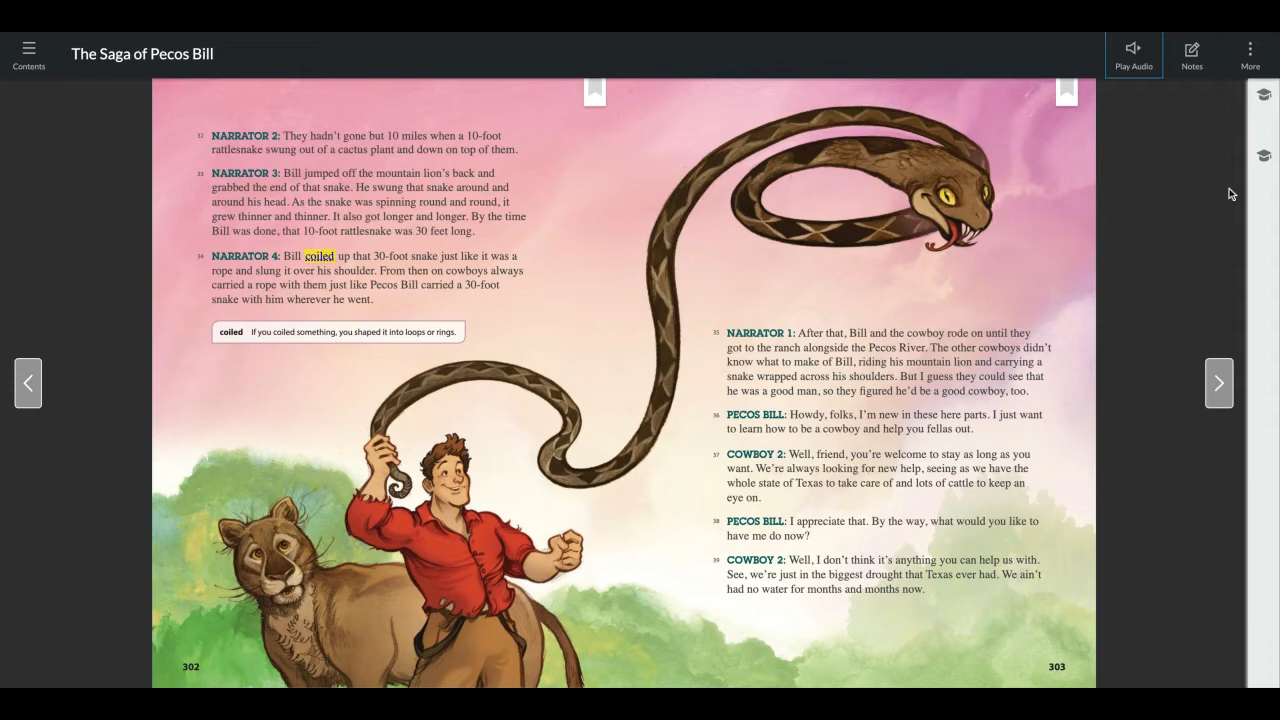 Contents
The Saga of Pecos Bill
Play Audio
Notes
More
32 NARRATOR 2: They hadn't gone but 10 miles when a 10-foot
rattlesnake swung out of a cactus plant and down on top of them.
33 NARRATOR 3: Bill jumped off the mountain lion's back and
grabbed the end of that snake. He swung that snake around and
around his head. As the snake was spinning round and round, it
grew thinner and thinner. It also got longer and longer. By the time
Bill was done, that 10-foot rattlesnake was 30 feet long.
34 NARRATOR 4: Bill coiled up that 30-foot snake just like it was a
rope and slung it over his shoulder. From then on cowboys always
carried a rope with them just like Pecos Bill carried a 30-foot
snake with him wherever he went.
coiled If you coiled something, you shaped it into loops or rings.
302
35 NARRATOR 1: After that, Bill and the cowboy rode on until they
got to the ranch alongside the Pecos River. The other cowboys didn't
know what to make of Bill, riding his mountain lion and carrying a
snake wrapped across his shoulders. But I guess they could see that
he was a good man, so they figured he'd be a good cowboy, too.
36 PECOS BILL: Howdy, folks, I'm new in these here parts. I just want
to learn how to be a cowboy and help you fellas out.
37 COWBOY 2: Well, friend, you're welcome to stay as long as you
want. We're always looking for new help, seeing as we have the
whole state of Texas to take care of and lots of cattle to keep an
eye on.
38 PECOS BILL: I appreciate that. By the way, what would you like to
have me do now?
39 COWBOY 2: Well, I don't think it's anything you can help us with.
See, we're just in the biggest drought that Texas ever had. We ain't
had no water for months and months now.
303